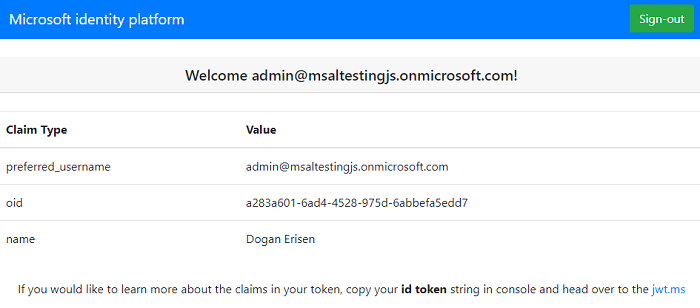 Microsoft identity platform Sign-out
Welcome admin@msaltestingjs.onmicrosoft.com!
Claim Type Value
preferred_username admin@msaltestingjs.onmicrosoft.com
oid a283a601-6ad4-4528-975d-6abbefa5edd7
name Dogan Erisen
If you would like to learn more about the claims in your token, copy your id token string in console and head over to the jwt.ms